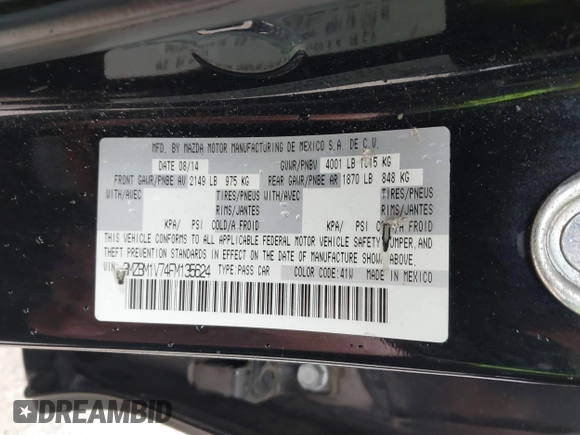 MFD. BY MAZDA MOTOR MANUFACTURING DE MEXICO S.A. DE C.V.
DATE 08/14 GVWR/PNBV 4001 LB KG
FRONT GAWR/PNBE AV 2149 LB 975 KG REAR GAWR/PNBE AR 1870 LB 848 KG
WITH/AVEC TIRES/PNEUS WITH/AVEC TIRES/PNEUS
RIMS/JANTES RIMS/JANTES
KPA/ PSI COLD/A FROID KPA/ PSI COLD/A FROID
THIS VEHICLE CONFORMS TO ALL APPLICABLE FEDERAL MOTOR VEHICLE SAFETY, BUMPER, AND
THEFT PREVENTION STANDARDS IN EFFECT ON THE DATE OF MANUFACTURE SHOWN ABOVE.
VIN: MZBM1V74FM135624 TYPE:PASS CAR COLOR CODE:41W MADE IN MEXICO
DREAMBID